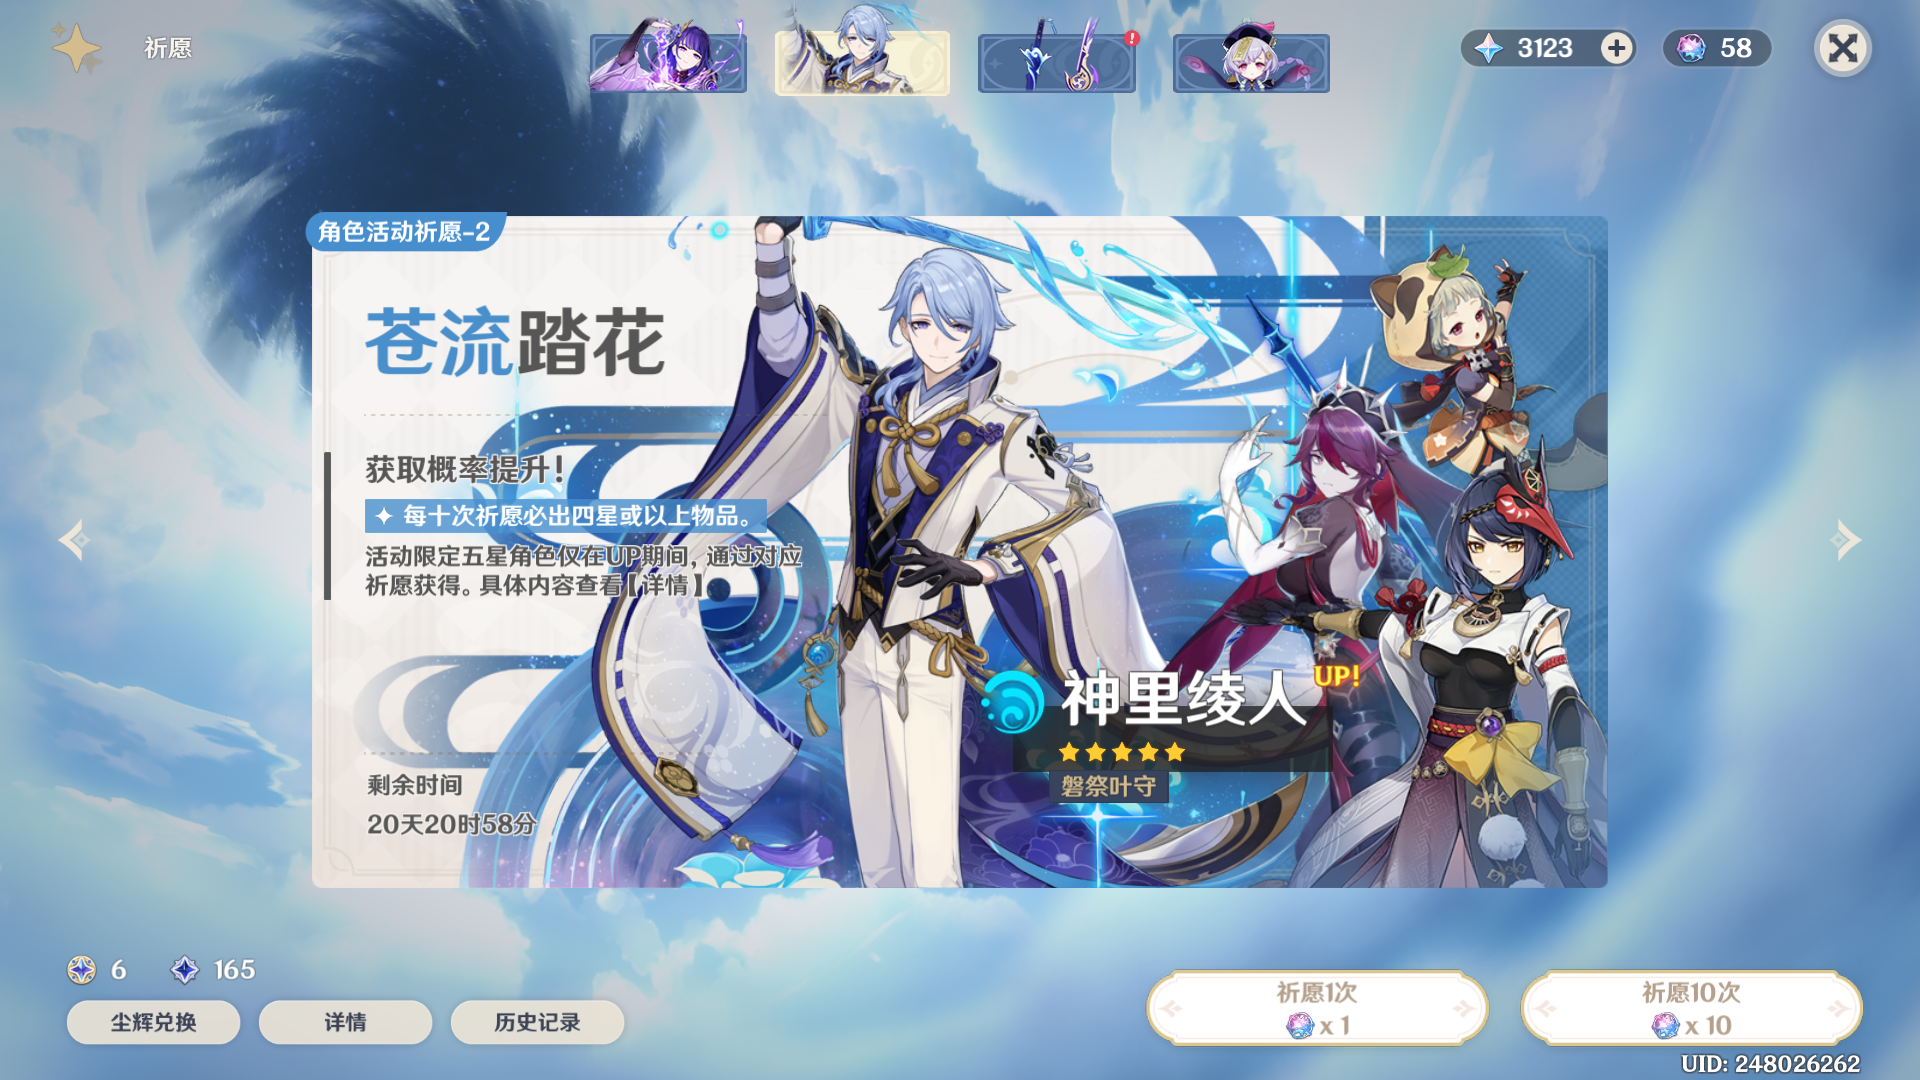 祈愿
3123
58
角色活动祈愿-2
苍流踏花
获取概率提升！
每十次祈愿必出四星或以上物品。
活动限定五星角色仅在UP期间，通过对应
祈愿获得。具体内容查看【详情】
神里绫人 UP!
磐祭叶守
剩余时间
20天20时58分
6
165
尘辉兑换
详情
历史记录
祈愿1次
x 1
祈愿10次
x 10
UID: 248026262